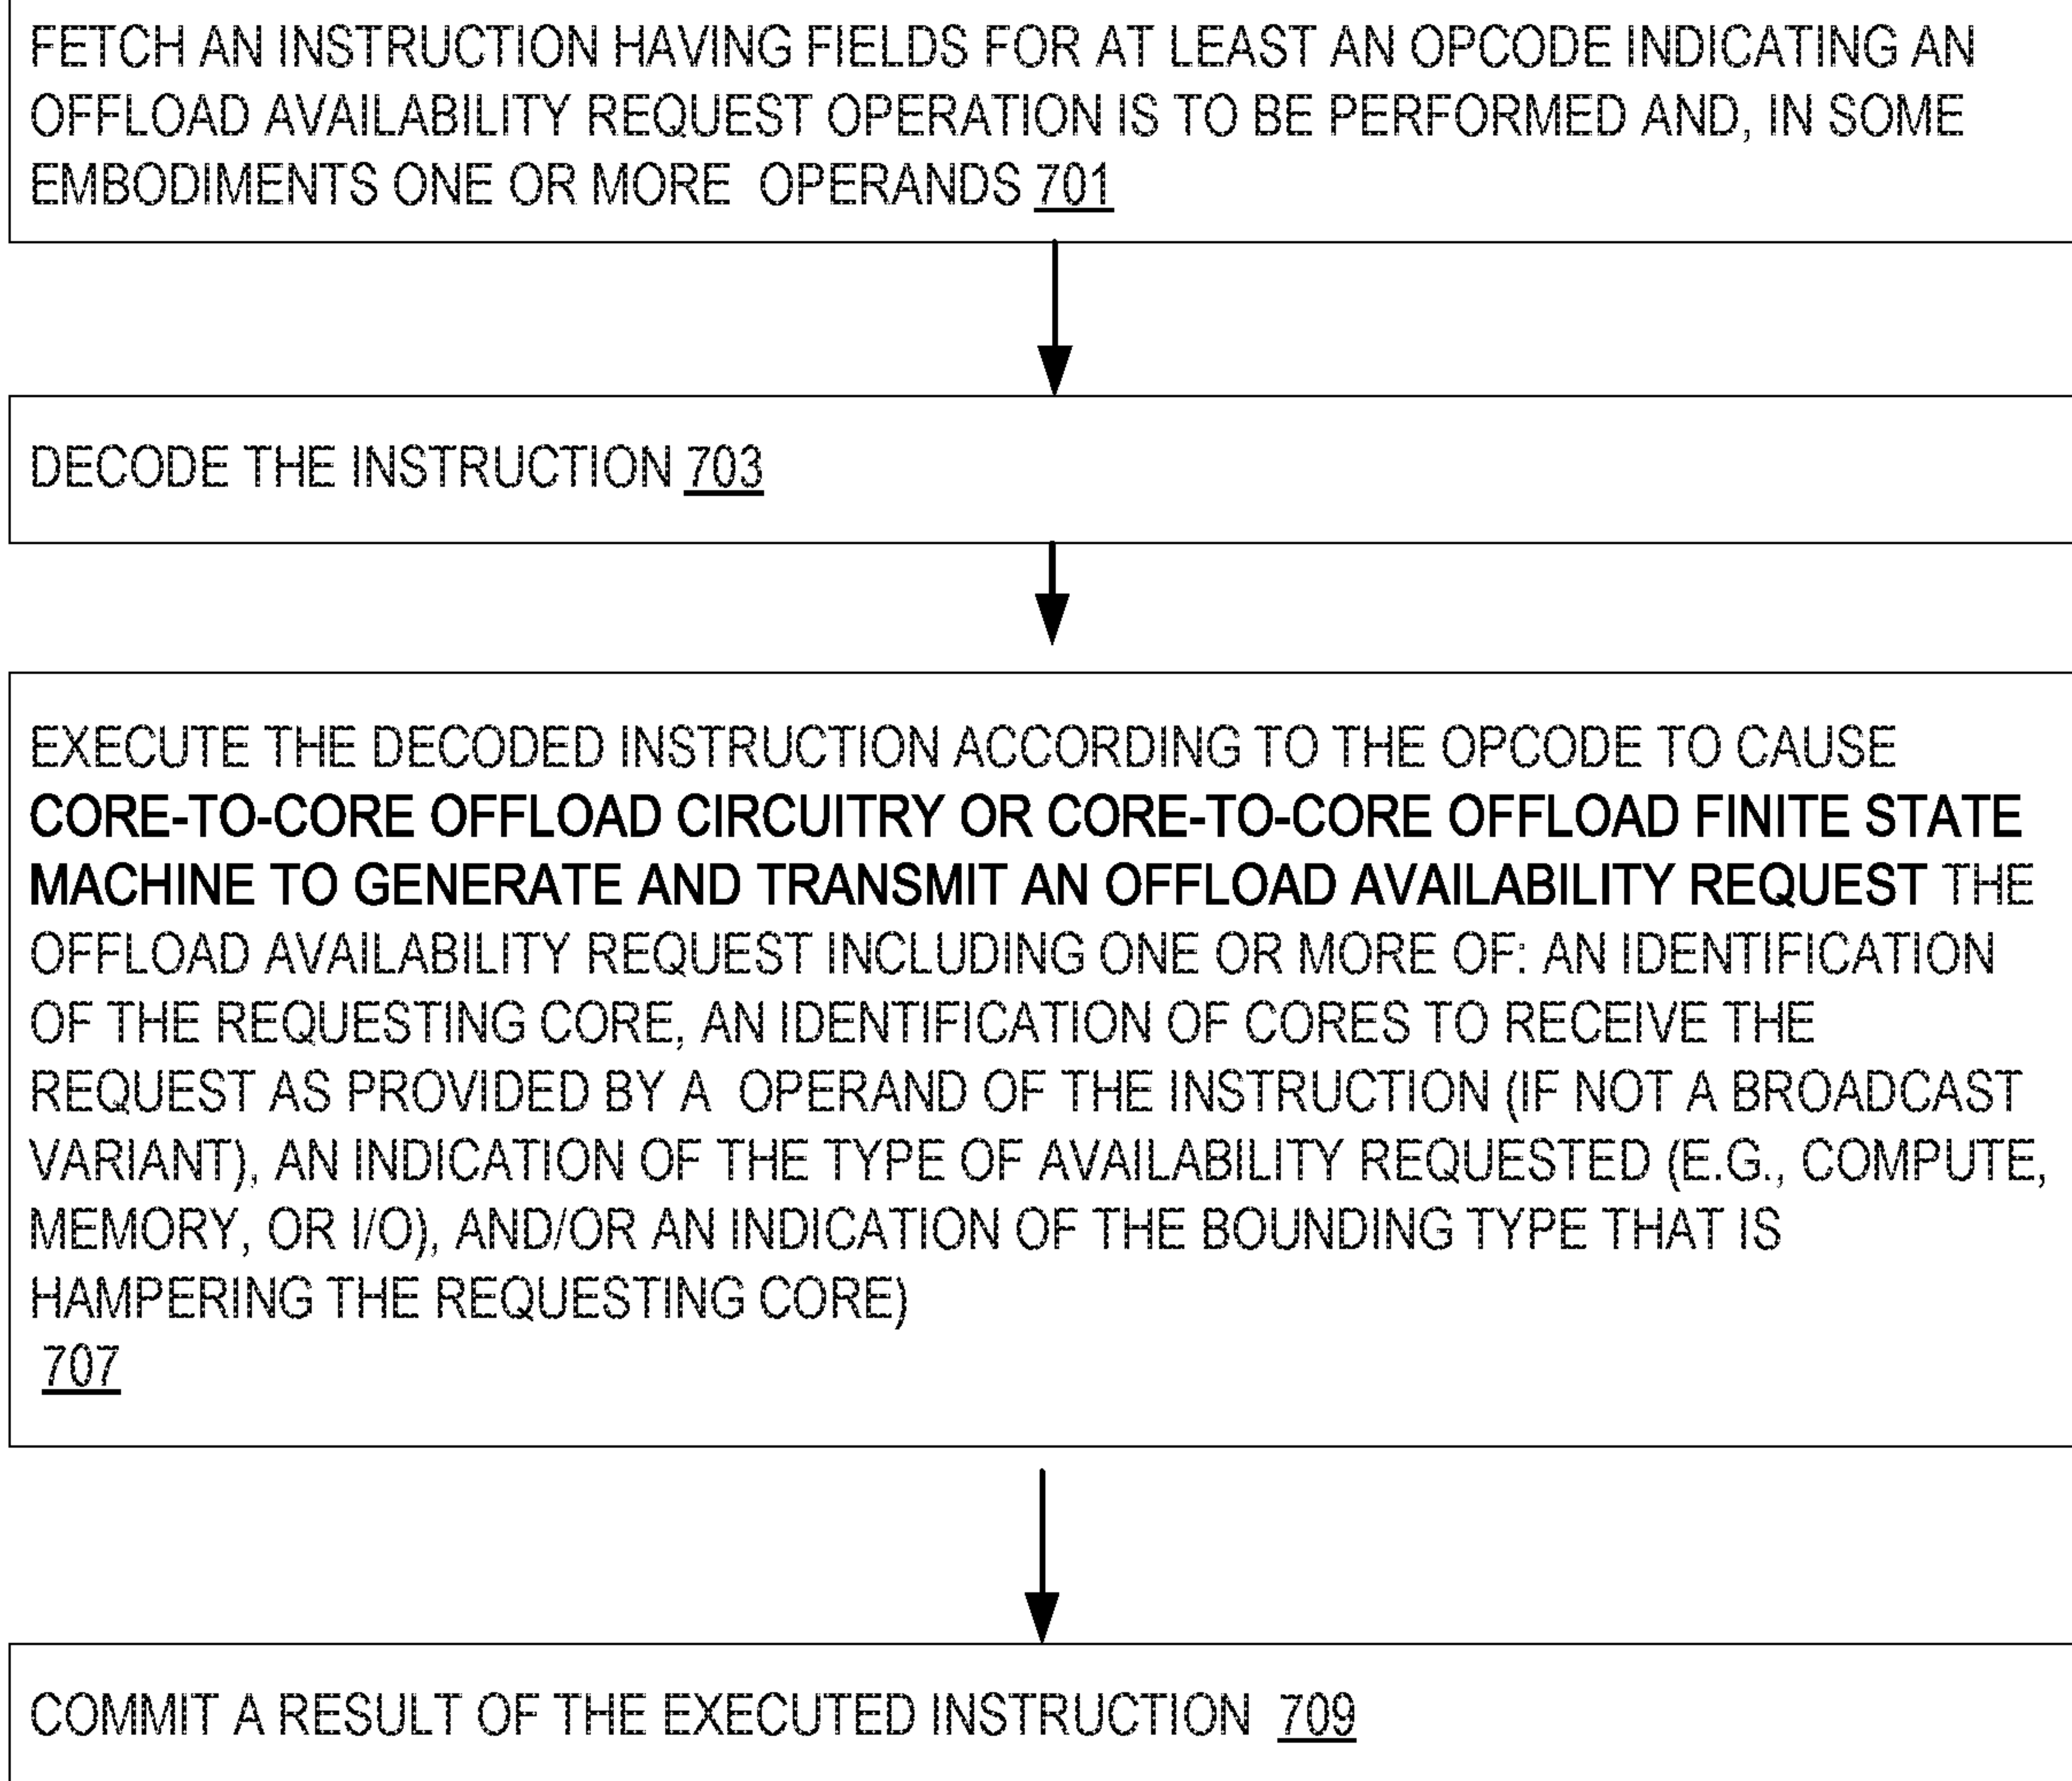 FETCH AN INSTRUCTION HAVING FIELDS FOR AT LEAST AN OPCODE INDICATING AN
OFFLOAD AVAILABILITY REQUEST OPERATION IS TO BE PERFORMED AND, IN SOME
EMBODIMENTS ONE OR MORE OPERANDS 701
DECODE THE INSTRUCTION 703
EXECUTE THE DECODED INSTRUCTION ACCORDING TO THE OPCODE TO CAUSE
CORE-TO-CORE OFFLOAD CIRCUITRY OR CORE-TO-CORE OFFLOAD FINITE STATE
MACHINE TO GENERATE AND TRANSMIT AN OFFLOAD AVAILABILITY REQUEST THE
OFFLOAD AVAILABILITY REQUEST INCLUDING ONE OR MORE OF: AN IDENTIFICATION
OF THE REQUESTING CORE, AN IDENTIFICATION OF CORES TO RECEIVE THE
REQUEST AS PROVIDED BY A OPERAND OF THE INSTRUCTION (IF NOT A BROADCAST
VARIANT), AN INDICATION OF THE TYPE OF AVAILABILITY REQUESTED (E.G., COMPUTE,
MEMORY, OR I/O), AND/OR AN INDICATION OF THE BOUNDING TYPE THAT IS
HAMPERING THE REQUESTING CORE)
707
COMMIT A RESULT OF THE EXECUTED INSTRUCTION 709